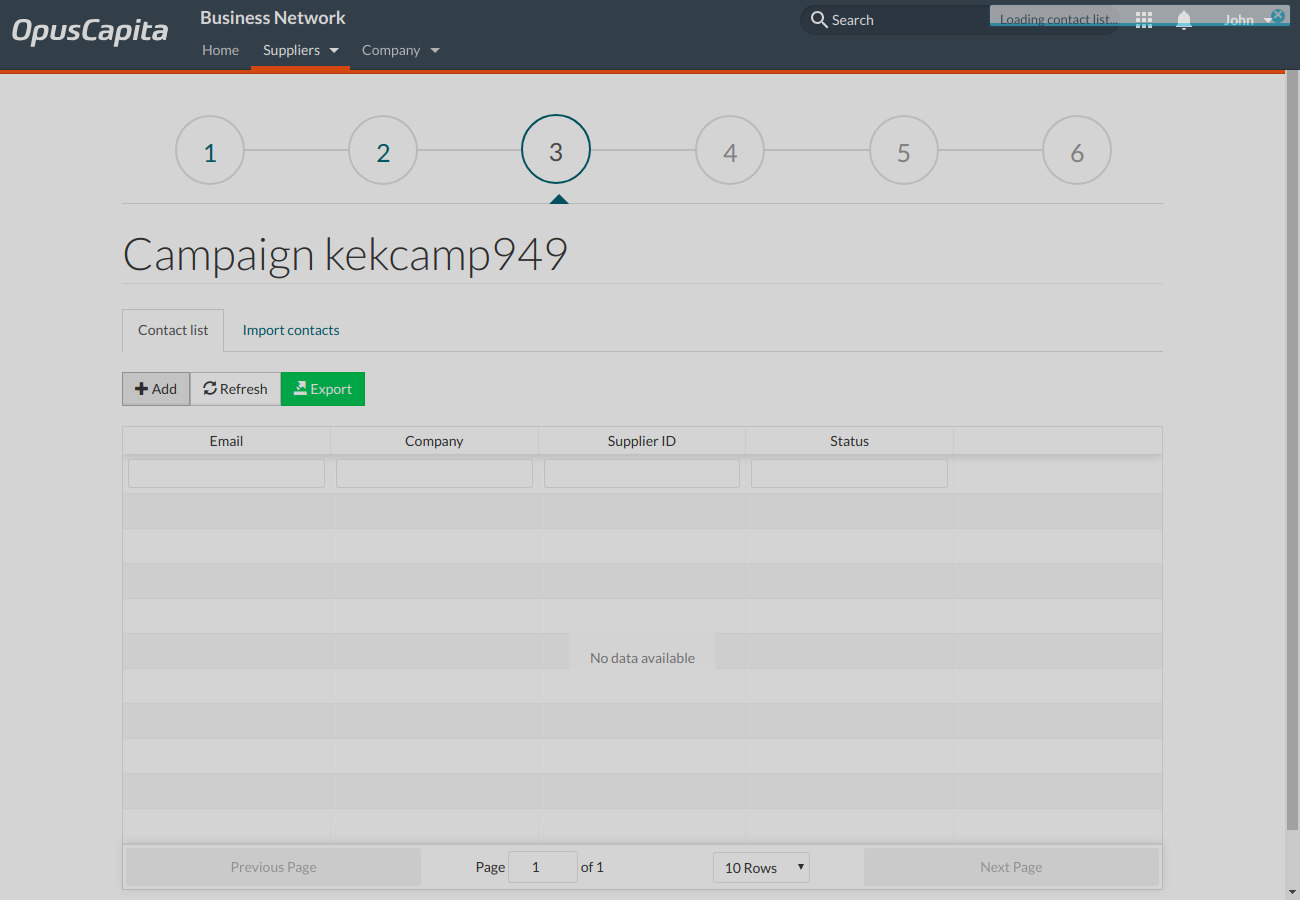 OpusCapita
Business Network
Search
Loading contact list...
John
Home
Suppliers
Company
1
2
3
4
5
6
Campaign kekcamp949
Contact list
Import contacts
Add
Refresh
Export
Email
Company
Supplier ID
Status
No data available
Previous Page
Page
1
of 1
10 Rows
Next Page